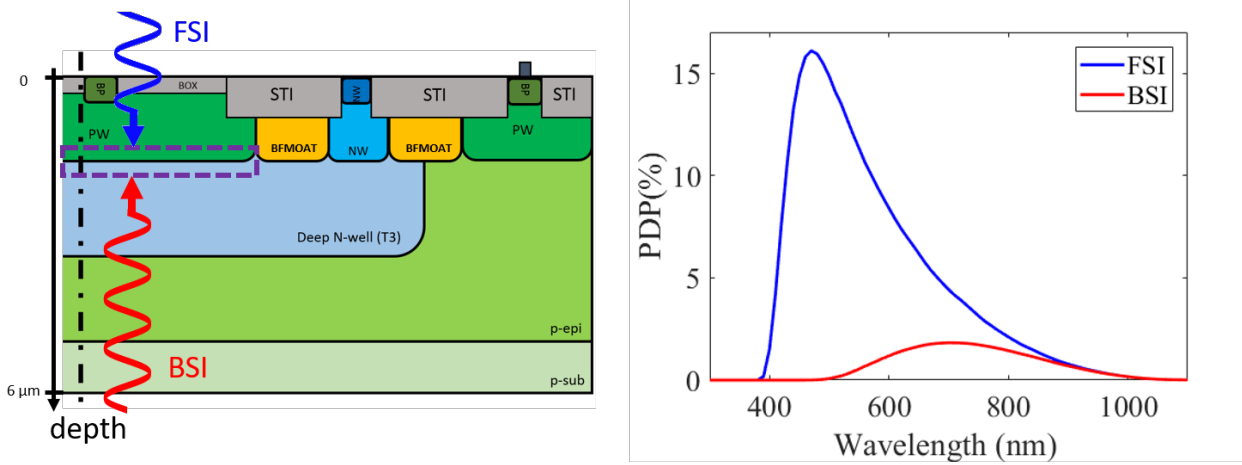 FSI
0
BP
BOX
STI
NW
STI
BP
STI
PW
BFMOAT
NW
BFMOAT
PW
Deep N-well (T3)
p-epi
BSI
p-sub
6 µm
depth
FSI
BSI
15
10
5
0
PDP(%)
400
600
800
1000
Wavelength (nm)